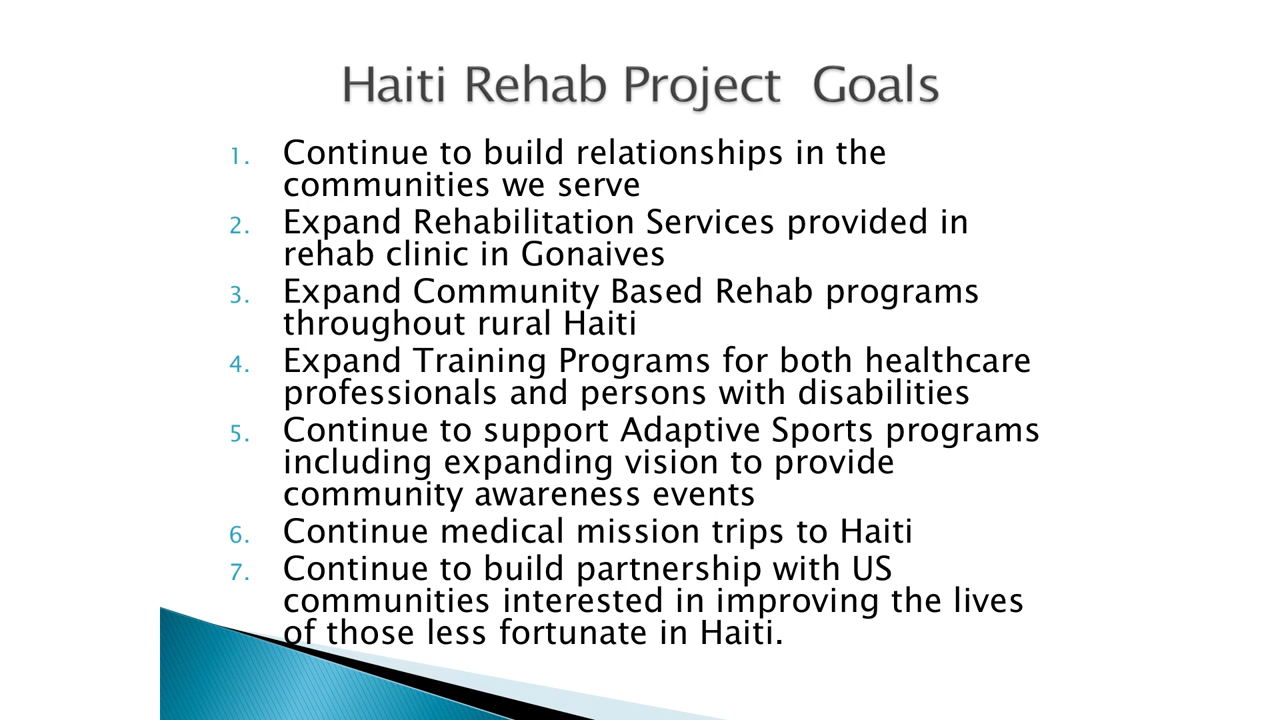 Haiti Rehab Project  Goals
1. Continue to build relationships in the
communities we serve
2. Expand Rehabilitation Services provided in
rehab clinic in Gonaives
3. Expand Community Based Rehab programs
throughout rural Haiti
4. Expand Training Programs for both healthcare
professionals and persons with disabilities
5. Continue to support Adaptive Sports programs
including expanding vision to provide
community awareness events
6. Continue medical mission trips to Haiti
7. Continue to build partnership with US
communities interested in improving the lives
of those less fortunate in Haiti.